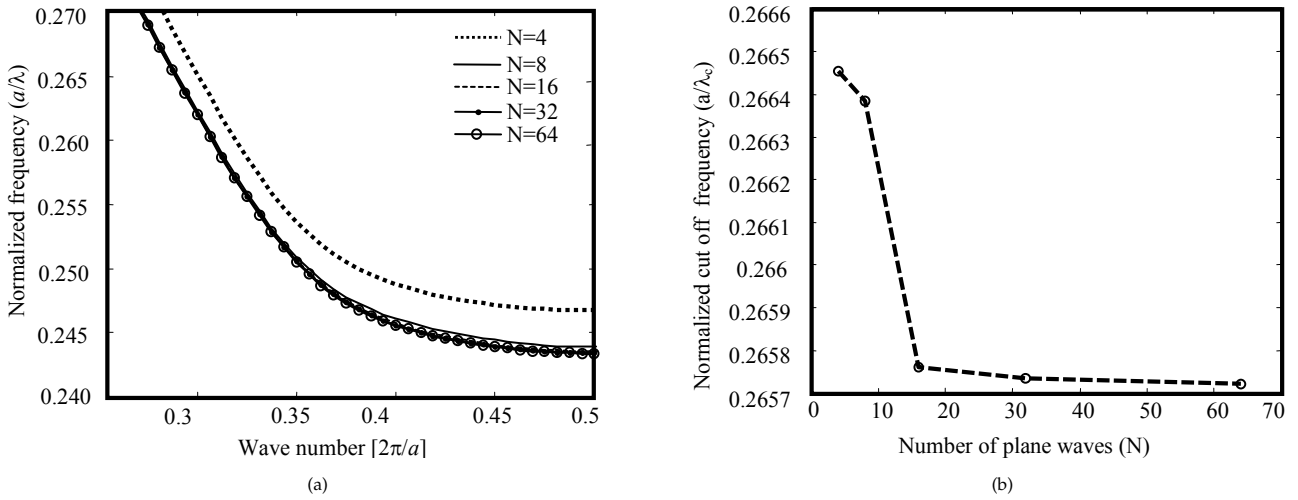 0.270
0.265
0.260
0.255
0.250
0.245
0.240
Normalized frequency (a/λ)
N=4
N=8
N=16
N=32
N=64
0.3
0.35
0.4
0.45
0.5
Wave number [2π/a]
(a)
0.2666
0.2665
0.2664
0.2663
0.2662
0.2661
0.266
0.2659
0.2658
0.2657
Normalized cut off frequency (a/λc)
0
10
20
30
40
50
60
70
Number of plane waves (N)
(b)